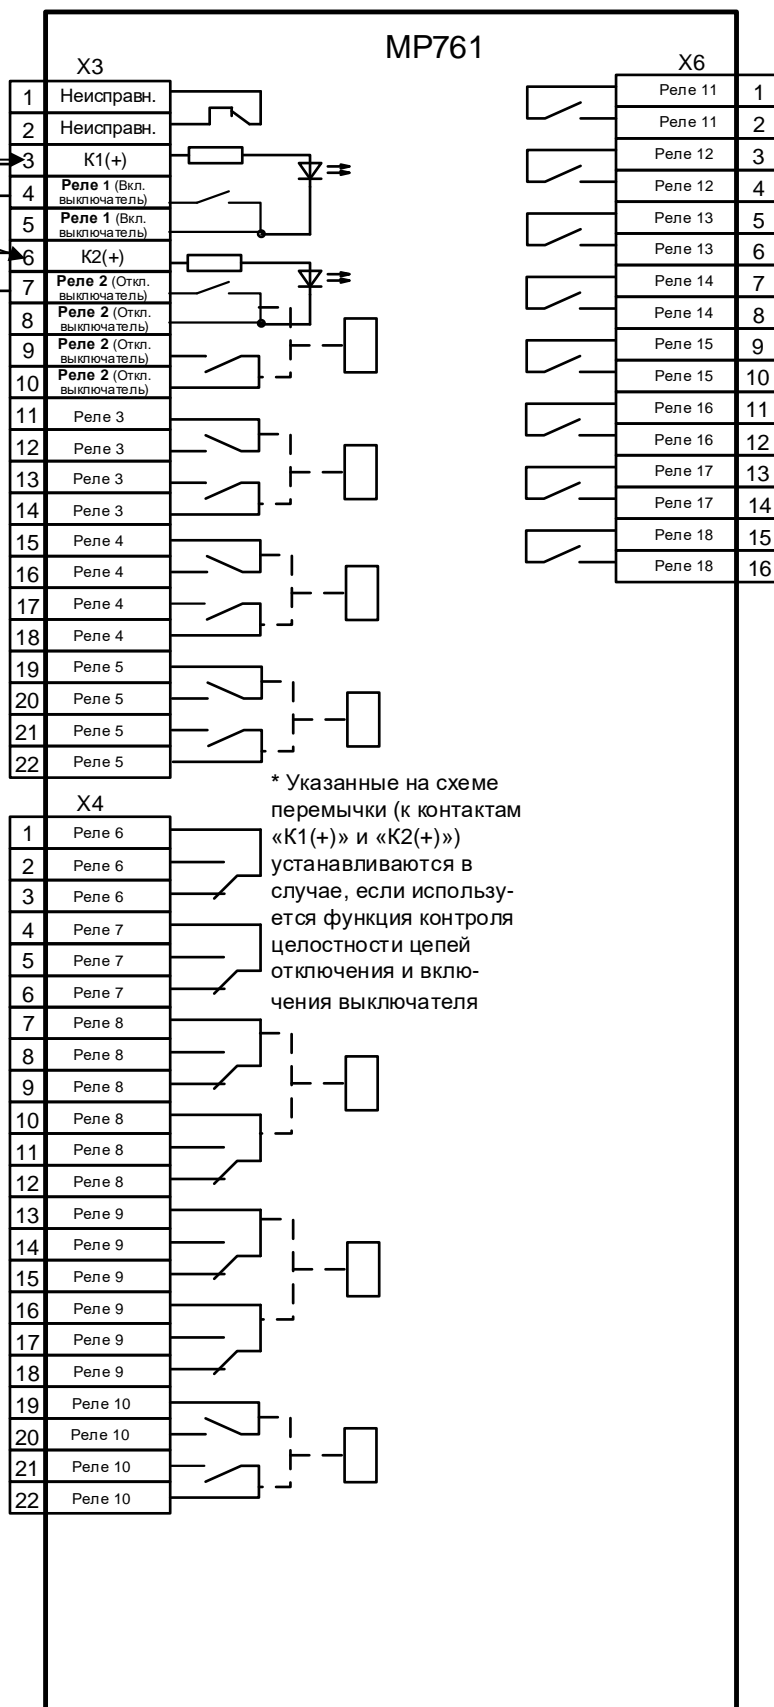 МР761
X3
1 Неисправн.
2 Неисправн.
3 К1(+)
4 Реле 1 (Вкл.
выключатель)
5 Реле 1 (Вкл.
выключатель)
6 К2(+)
7 Реле 2 (Откл.
выключатель)
8 Реле 2 (Откл.
выключатель)
9 Реле 2 (Откл.
выключатель)
10 Реле 2 (Откл.
выключатель)
11 Реле 3
12 Реле 3
13 Реле 3
14 Реле 3
15 Реле 4
16 Реле 4
17 Реле 4
18 Реле 4
19 Реле 5
20 Реле 5
21 Реле 5
22 Реле 5
X6
Реле 11 1
Реле 11 2
Реле 12 3
Реле 12 4
Реле 13 5
Реле 13 6
Реле 14 7
Реле 14 8
Реле 15 9
Реле 15 10
Реле 16 11
Реле 16 12
Реле 17 13
Реле 17 14
Реле 18 15
Реле 18 16
* Указанные на схеме
перемычки (к контактам
«К1(+)» и «К2(+)»)
устанавливаются в
случае, если использу-
ется функция контроля
целостности цепей
отключения и вклю-
чения выключателя
X4
1 Реле 6
2 Реле 6
3 Реле 6
4 Реле 7
5 Реле 7
6 Реле 7
7 Реле 8
8 Реле 8
9 Реле 8
10 Реле 8
11 Реле 8
12 Реле 8
13 Реле 9
14 Реле 9
15 Реле 9
16 Реле 9
17 Реле 9
18 Реле 9
19 Реле 10
20 Реле 10
21 Реле 10
22 Реле 10